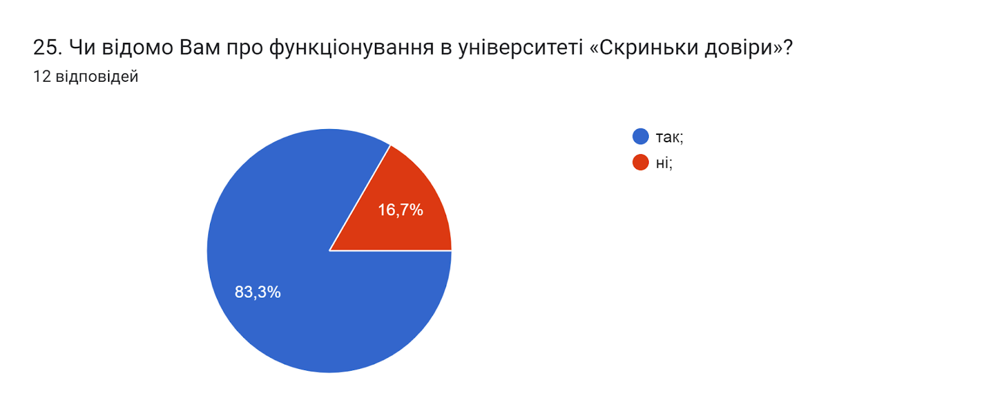 25. Чи відомо Вам про функціонування в університеті «Скриньки довіри»?
12 відповідей
так;
ні;
16,7%
83,3%